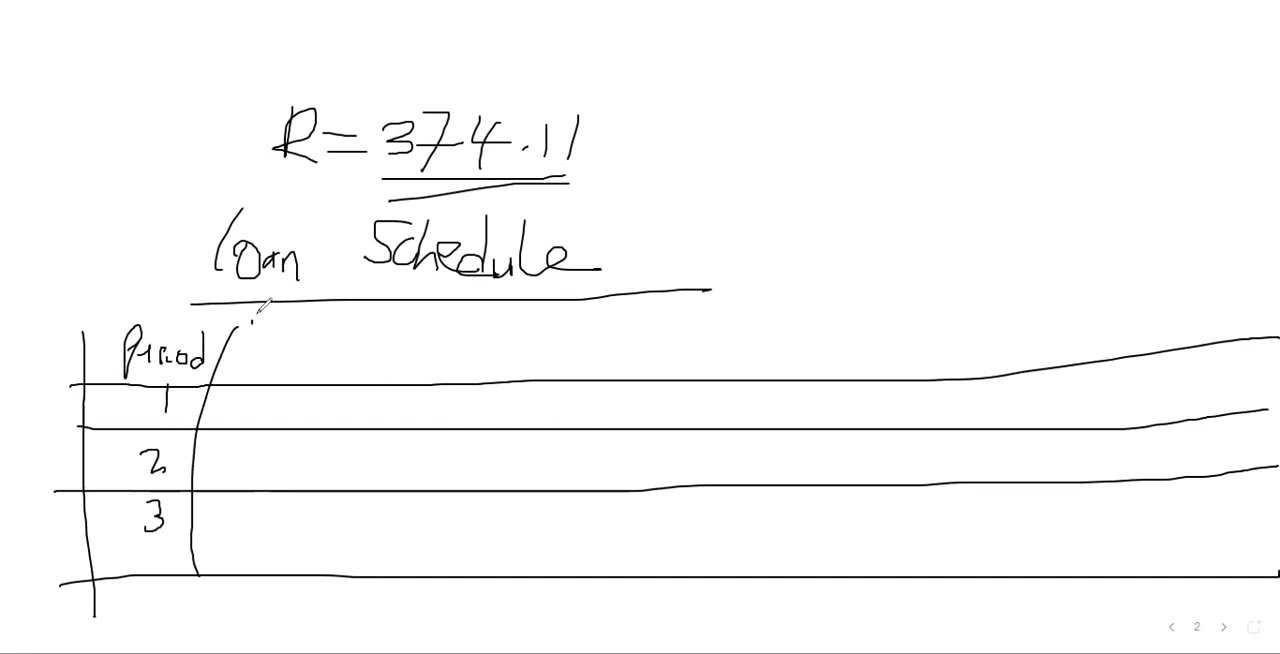 R = 374.11
loan Schedule
Period
1
2
3
2